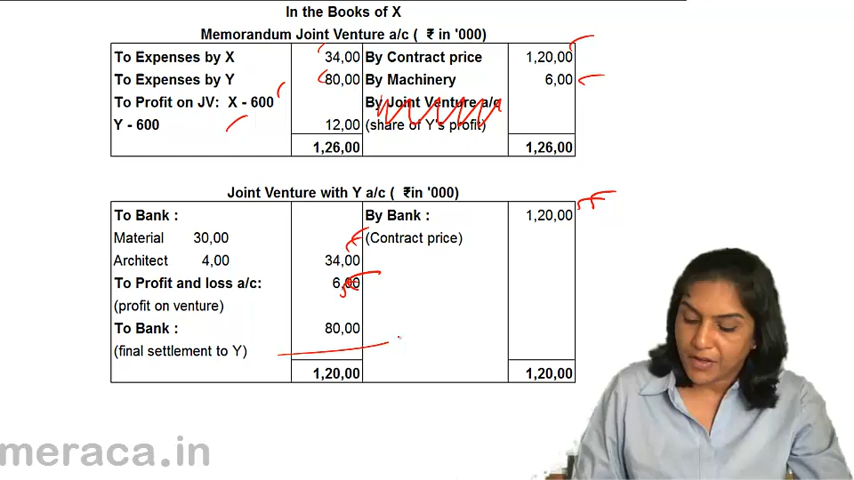 In the Books of X
Memorandum Joint Venture a/c ( ₹ in '000)
To Expenses by X 34,00 By Contract price 1,20,00
To Expenses by Y 80,00 By Machinery 6,00
To Profit on JV: X - 600 By Joint Venture a/c
Y - 600 12,00 (share of Y's profit)
1,26,00 1,26,00
Joint Venture with Y a/c ( ₹in '000)
To Bank : By Bank : 1,20,00
Material 30,00 (Contract price)
Architect 4,00 34,00
To Profit and loss a/c: 6,00
(profit on venture)
To Bank : 80,00
(final settlement to Y)
1,20,00 1,20,00
meraca.in